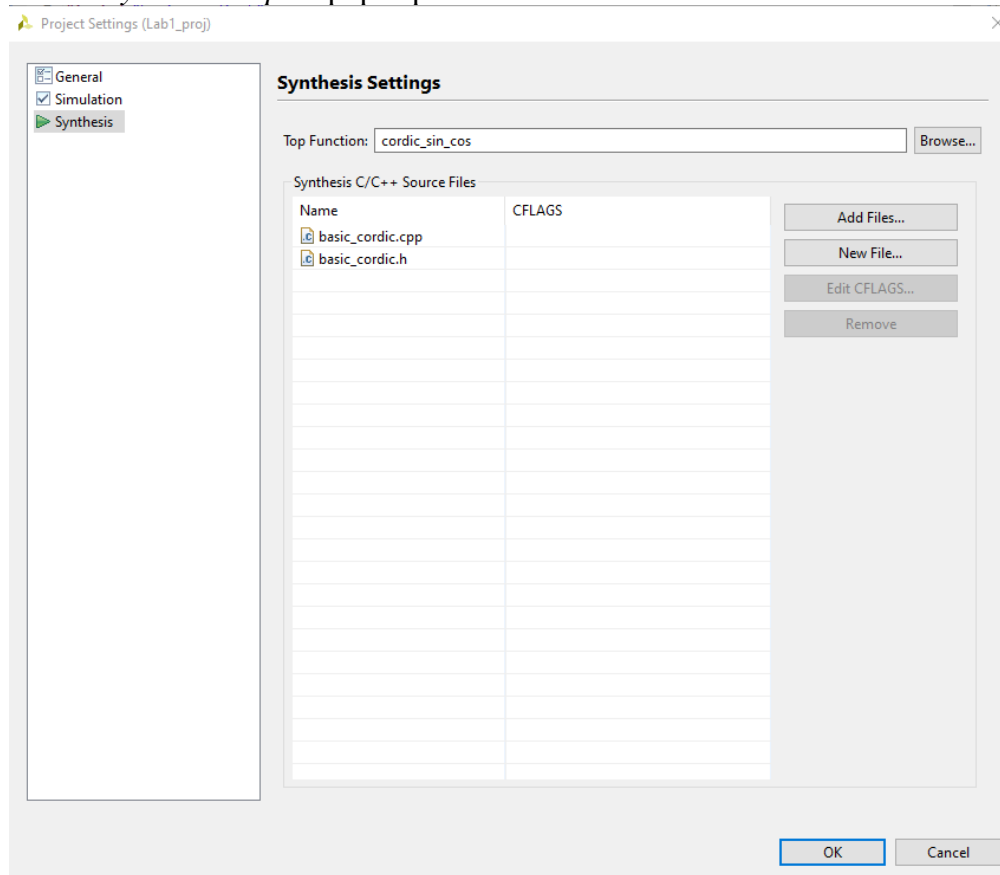 Project Settings (Lab1_proj)
General
Simulation
Synthesis
Synthesis Settings
Top Function: cordic_sin_cos Browse...
Synthesis C/C++ Source Files
Name CFLAGS
basic_cordic.cpp
basic_cordic.h
Add Files...
New File...
Edit CFLAGS...
Remove
OK Cancel